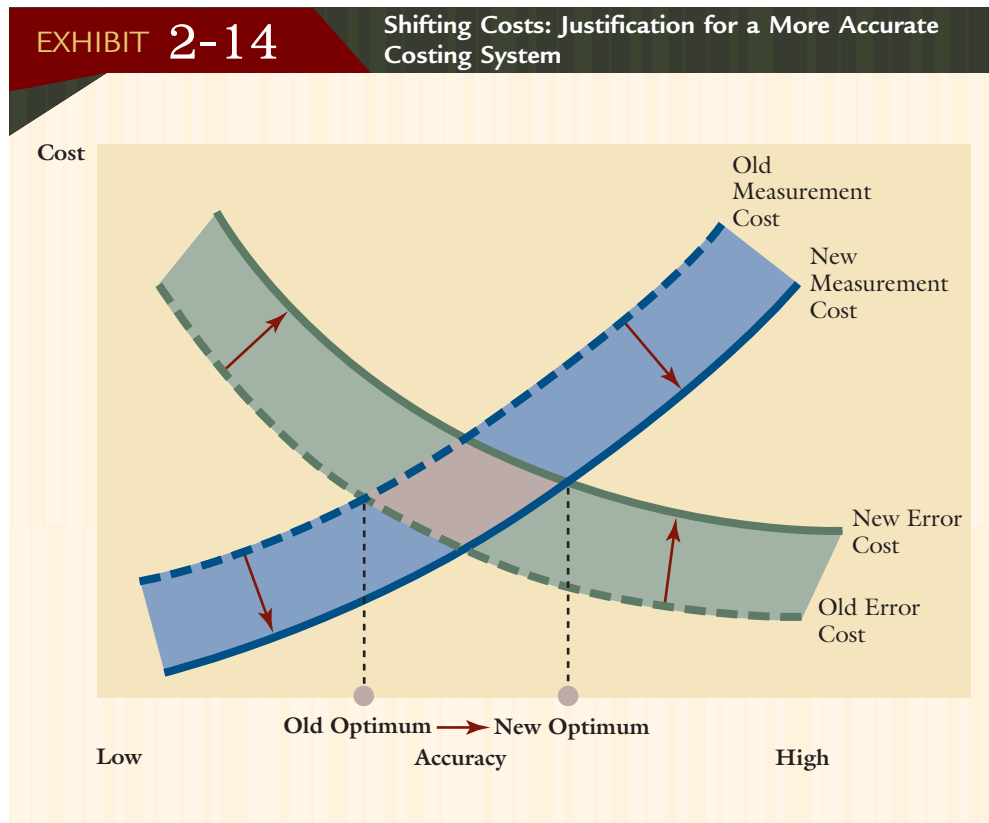 EXHIBIT 2-14
Shifting Costs: Justification for a More Accurate
Costing System
Cost
Old
Measurement
Cost
New
Measurement
Cost
New Error
Cost
Old Error
Cost
Old Optimum
New Optimum
Low
Accuracy
High